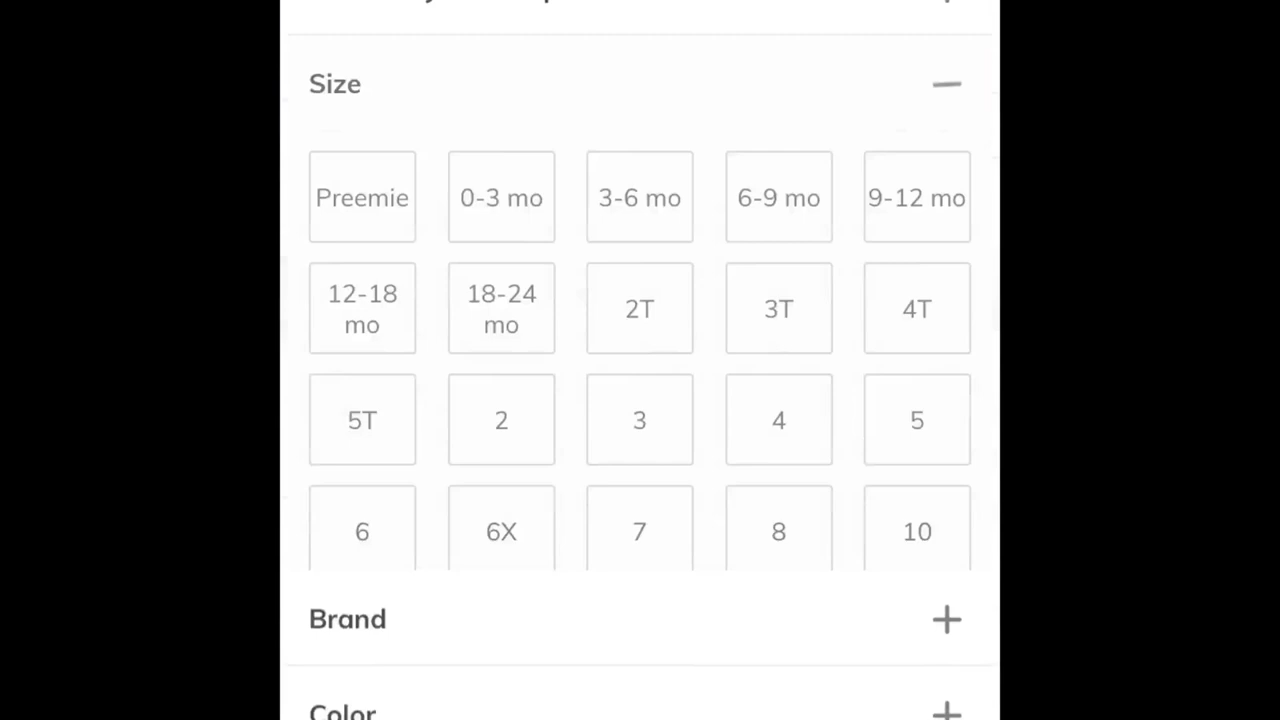 Size
Preemie 0-3 mo 3-6 mo 6-9 mo 9-12 mo
12-18 mo 18-24 mo 2T 3T 4T
5T 2 3 4 5
6 6X 7 8 10
Brand
Color